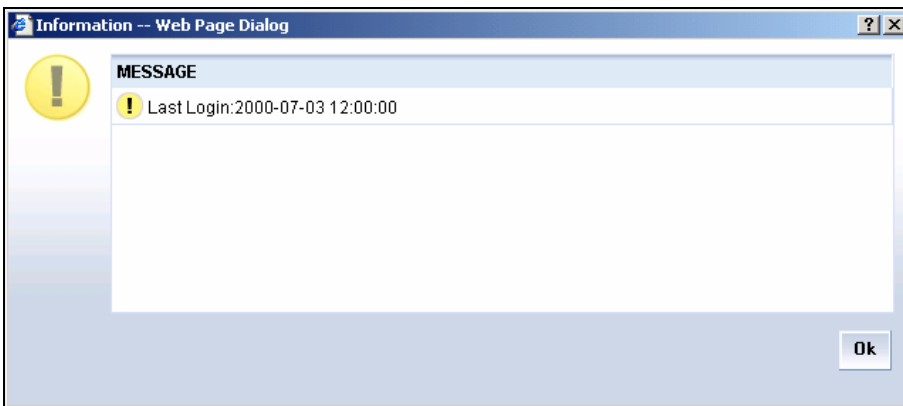 Information -- Web Page Dialog
MESSAGE
Last Login:2000-07-03 12:00:00
Ok